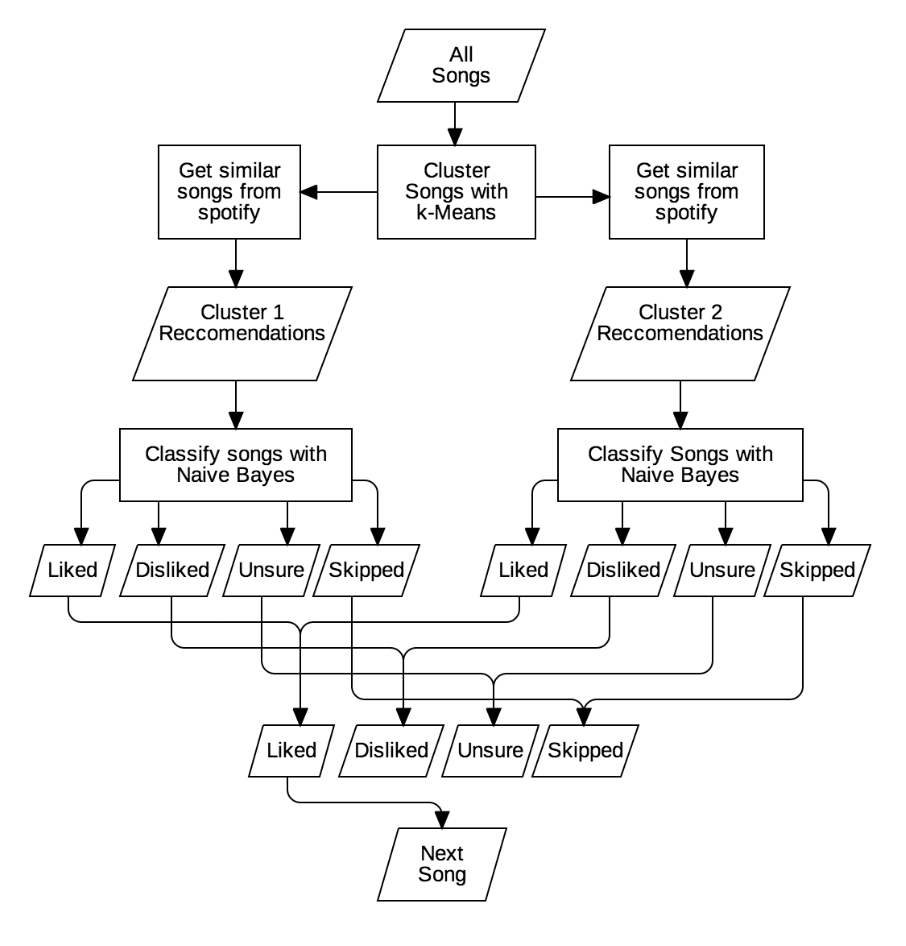 All
Songs
Get similar
songs from
spotify
Cluster
Songs with
k-Means
Get similar
songs from
spotify
Cluster 1
Reccomendations
Cluster 2
Reccomendations
Classify songs with
Naive Bayes
Classify Songs with
Naive Bayes
Liked
Disliked
Unsure
Skipped
Liked
Disliked
Unsure
Skipped
Liked
Disliked
Unsure
Skipped
Next
Song